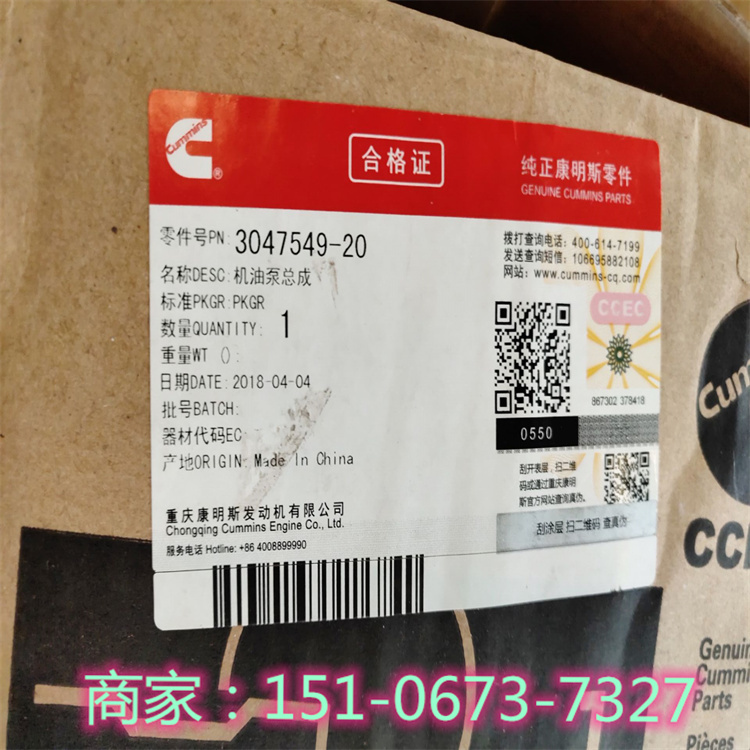 Cummins
®
合格证
纯正康明斯零件
GENUINE CUMMINS PARTS
零件号PN: 3047549-20
名称DESC: 机油泵总成
标准PKGR: PKGR
数量QUANTITY: 1
重量WT ():
日期DATE: 2018-04-04
批号BATCH:
器材代码EC:
产地ORIGIN: Made In China
重庆康明斯发动机有限公司
Chongqing Cummins Engine Co., Ltd.
服务电话 Hotline: +86 4008899990
拨打查询电话: 400-614-7199
发送查询短信: 106695882108
网站: www.cummins-cq.com
CCEC
867302 378418
0550
刮开表层, 扫二维
码或通过重庆康明
斯官方网站查询真伪。
刮涂层 扫二维码 查真伪
Cum
CCE
Genuin
Cummi
Parts
Pièces
商家：151-0673-7327